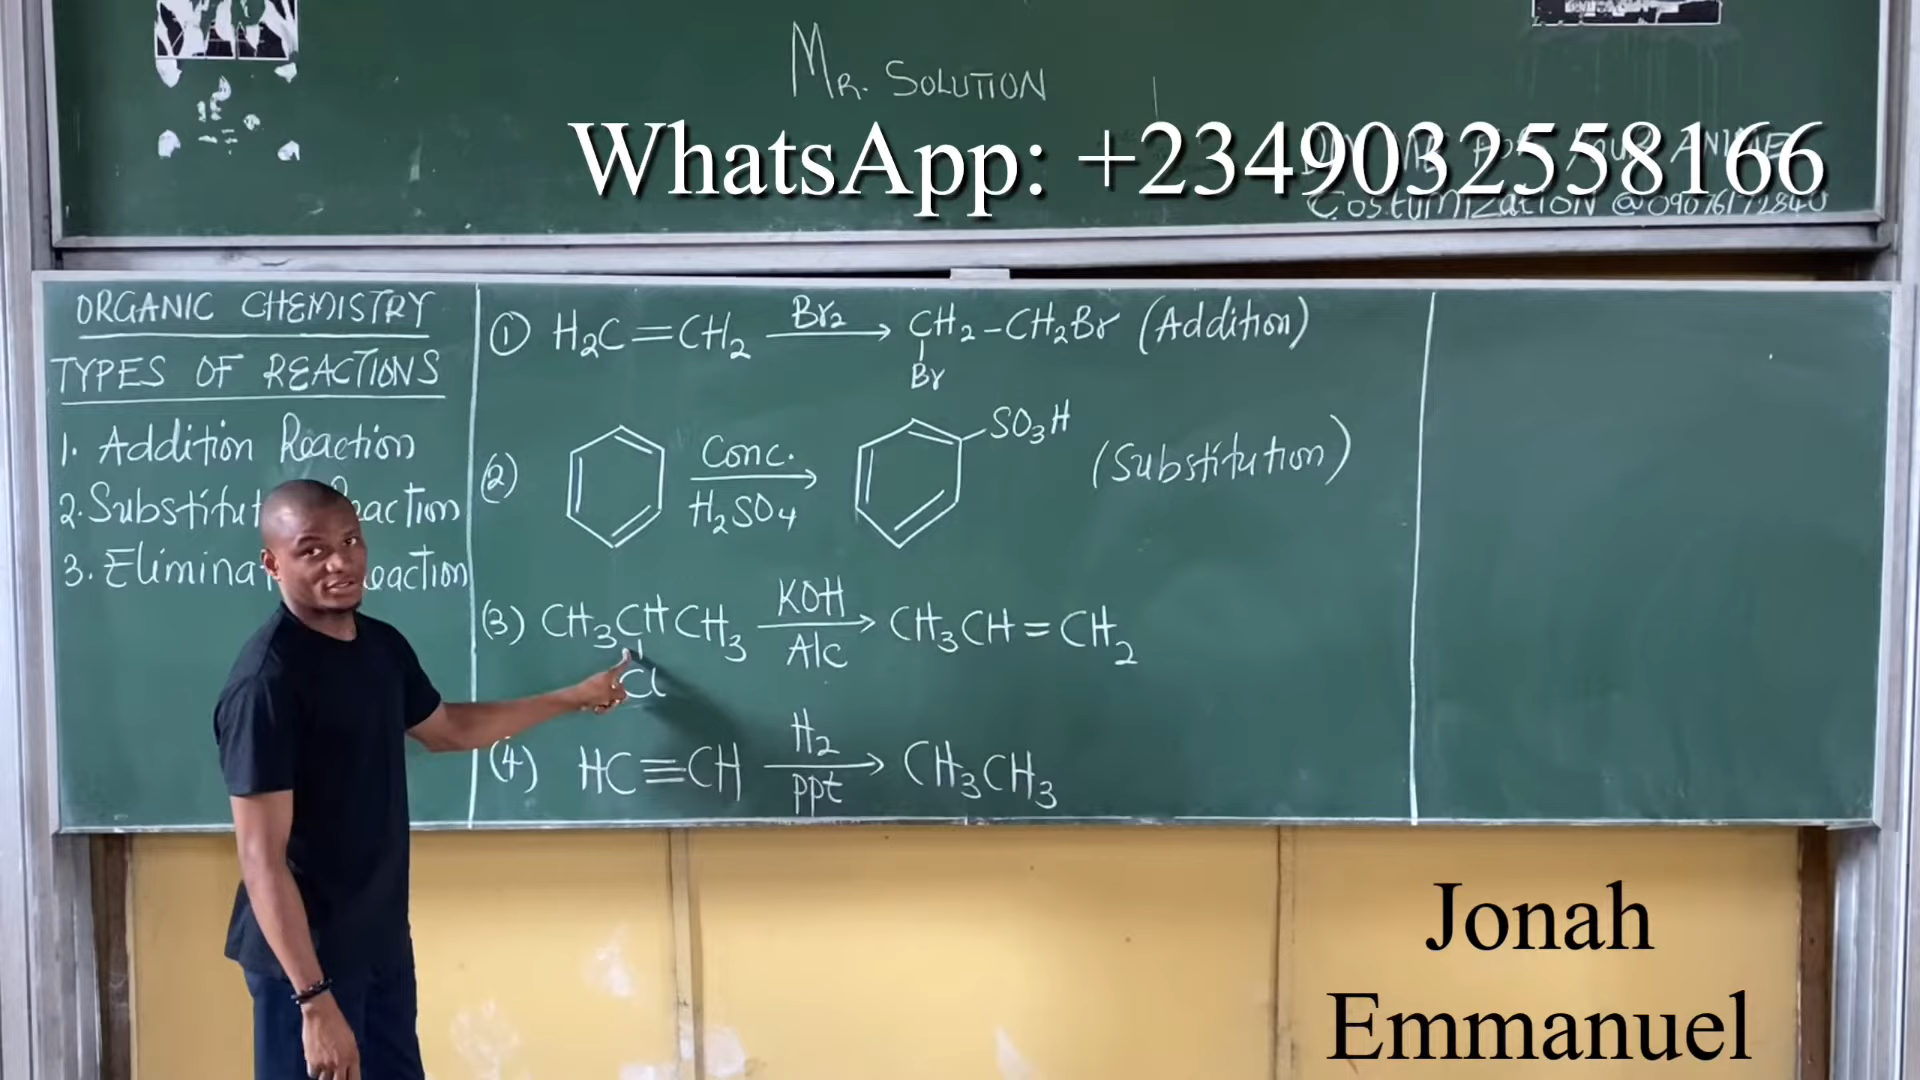 MR. SOLUTION
WhatsApp: +2349032558166
Costumization @09076172840
ORGANIC CHEMISTRY
TYPES OF REACTIONS
1. Addition Reaction
2. Substitut Reaction
3. Eliminat Reaction
① H₂C=CH₂ Br₂ → CH₂-CH₂Br (Addition)
Br
(2) Conc. H₂SO₄ → SO₃H (Substitution)
(3) CH₃CHCH₃ KOH Alc → CH₃CH=CH₂
Cl
(4) HC≡CH H₂ ppt → CH₃CH₃
Jonah
Emmanuel